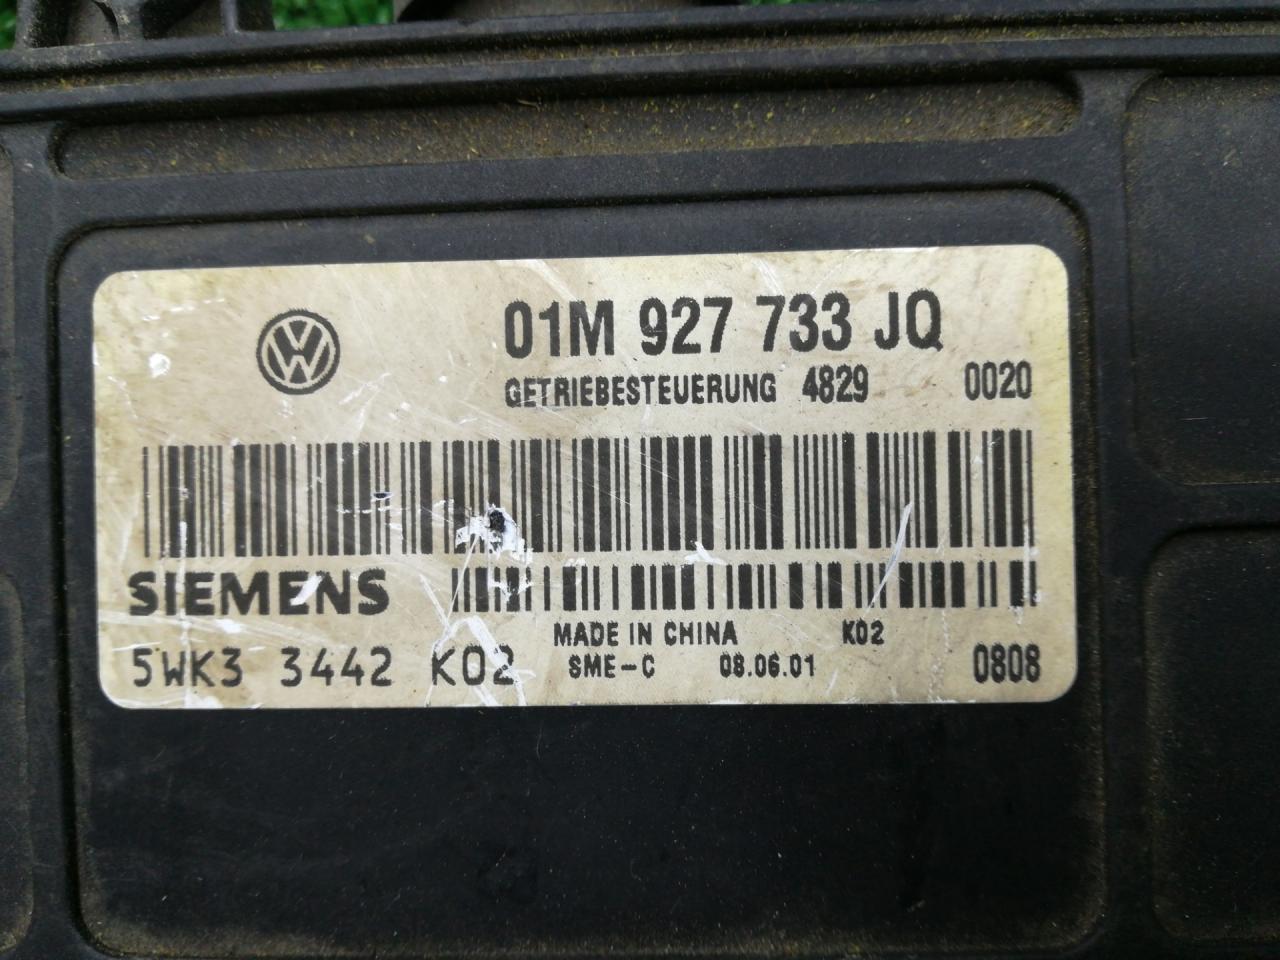 01M 927 733 JQ
GETRIEBESTEUERUNG 4829 0020
SIEMENS
MADE IN CHINA K02
5WK3 3442 K02 SME-C 08.06.01 0808